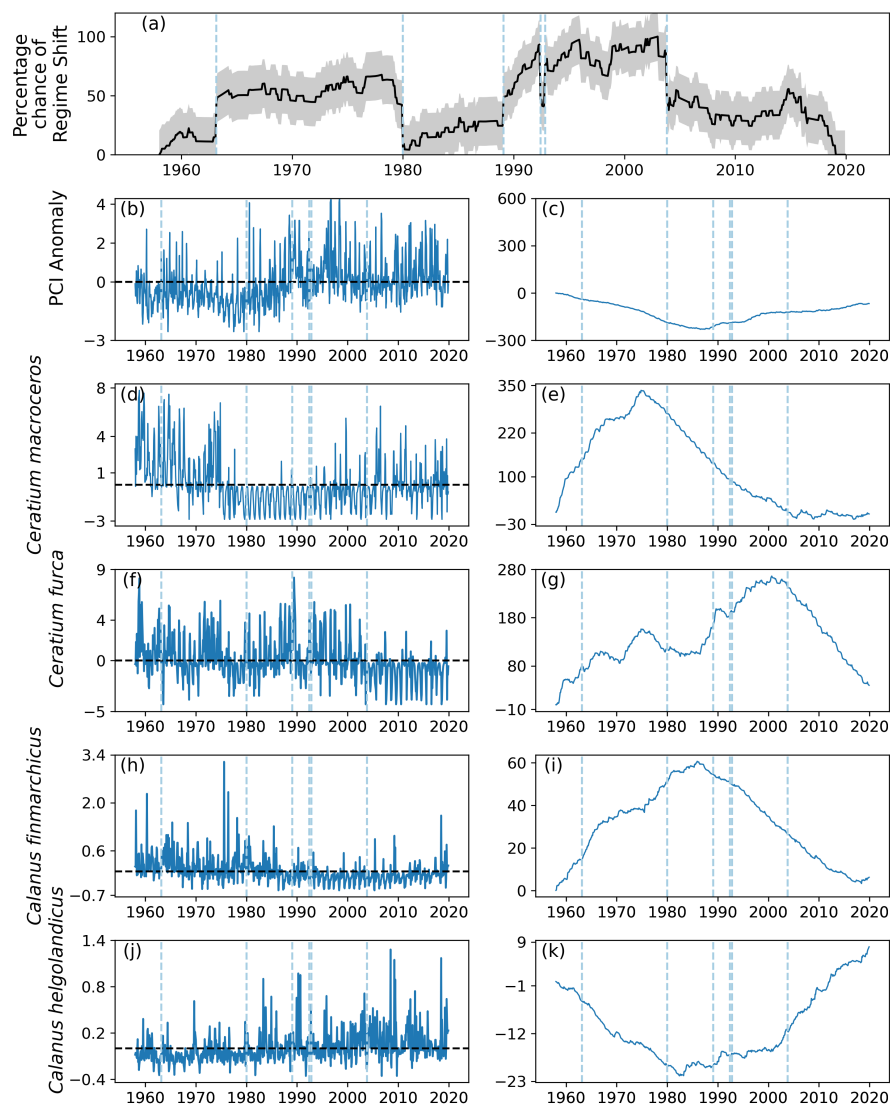 (a)
Percentage
chance of
Regime Shift
100
50
0
1960 1970 1980 1990 2000 2010 2020
(b)
PCI Anomaly
4
2
0
−3
1960 1970 1980 1990 2000 2010 2020
(c)
600
300
0
−300
1960 1970 1980 1990 2000 2010 2020
(d)
Ceratium macroceros
8
4
1
−3
1960 1970 1980 1990 2000 2010 2020
(e)
350
220
100
−30
1960 1970 1980 1990 2000 2010 2020
(f)
Ceratium furca
9
4
0
−5
1960 1970 1980 1990 2000 2010 2020
(g)
280
180
80
−10
1960 1970 1980 1990 2000 2010 2020
(h)
Calanus finmarchicus
3.4
2.0
0.6
−0.7
1960 1970 1980 1990 2000 2010 2020
(i)
60
40
20
0
1960 1970 1980 1990 2000 2010 2020
(j)
Calanus helgolandicus
1.4
0.8
0.2
−0.4
1960 1970 1980 1990 2000 2010 2020
(k)
9
−1
−12
−23
1960 1970 1980 1990 2000 2010 2020